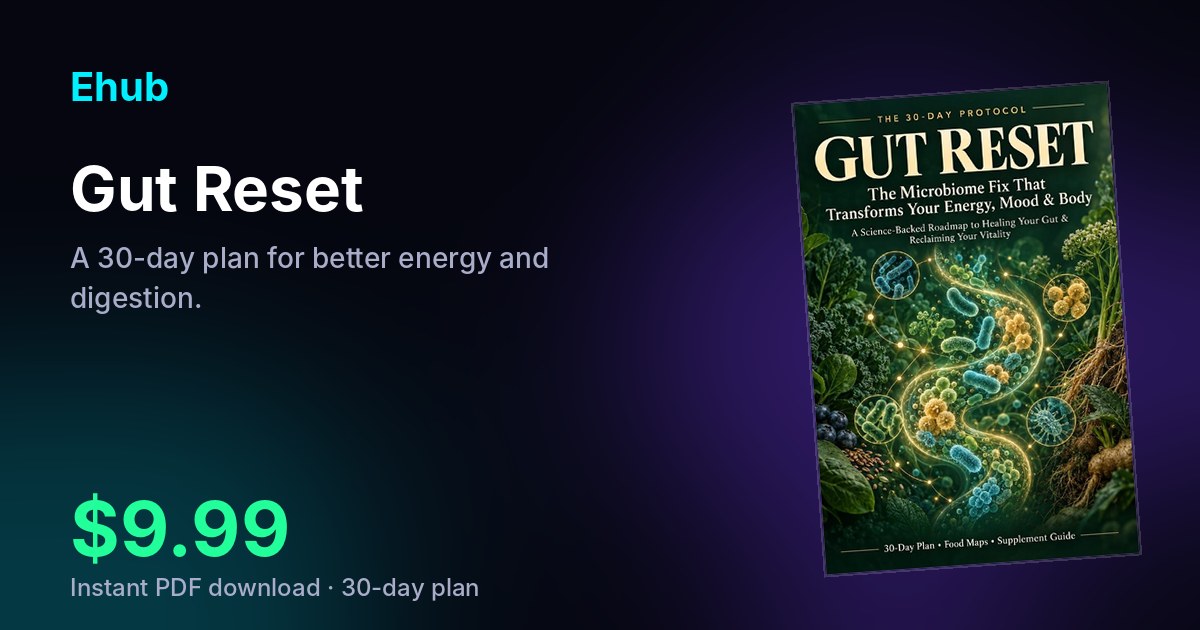 Ehub
Gut Reset
A 30-day plan for better energy and
digestion.
$9.99
Instant PDF download · 30-day plan
THE 30-DAY PROTOCOL
GUT RESET
The Microbiome Fix That
Transforms Your Energy, Mood & Body
A Science-Backed Roadmap to Healing Your Gut &
Reclaiming Your Vitality
30-Day Plan • Food Maps • Supplement Guide